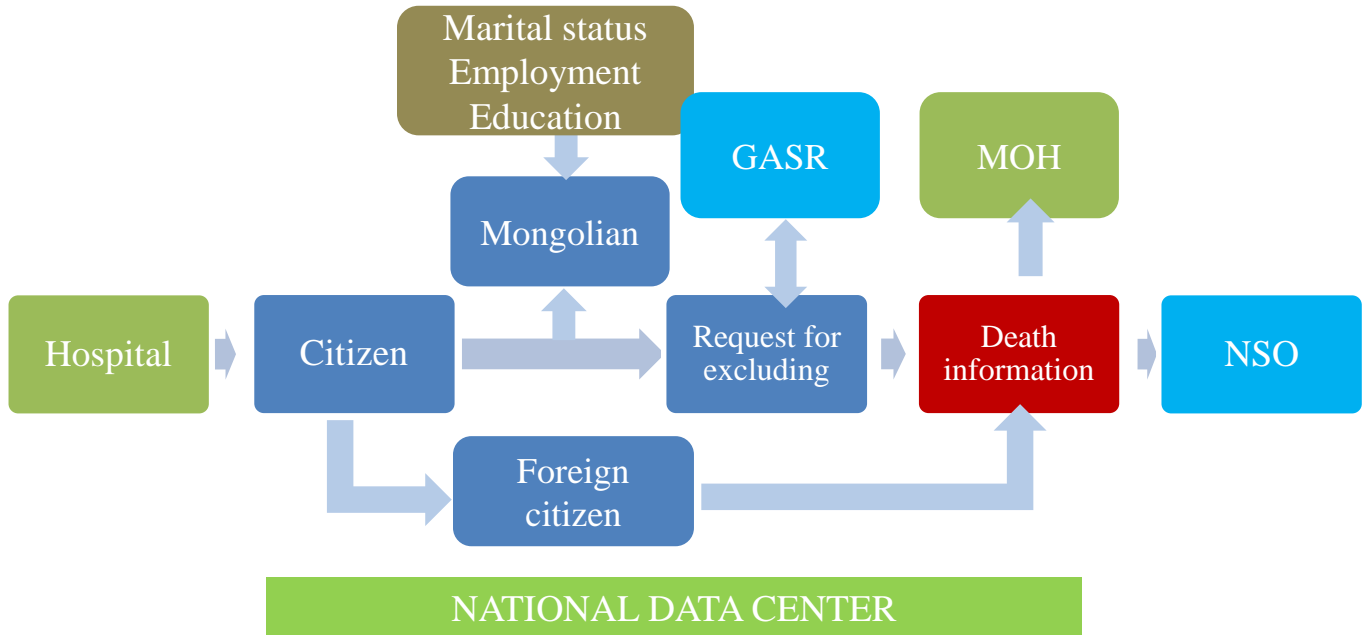 Marital status
Employment
Education
GASR
MOH
Mongolian
Hospital
Citizen
Request for
excluding
Death
information
NSO
Foreign
citizen
NATIONAL DATA CENTER